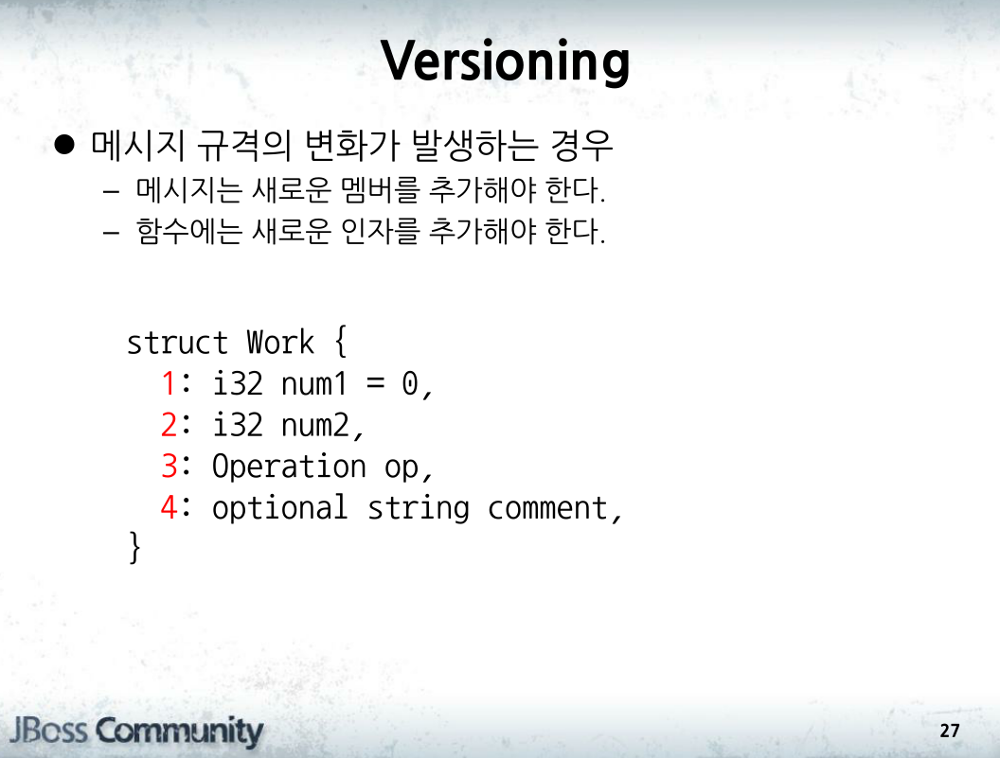 Versioning
● 메시지 규격의 변화가 발생하는 경우
– 메시지는 새로운 멤버를 추가해야 한다.
– 함수에는 새로운 인자를 추가해야 한다.
struct Work {
1: i32 num1 = 0,
2: i32 num2,
3: Operation op,
4: optional string comment,
}
JBoss Community
27